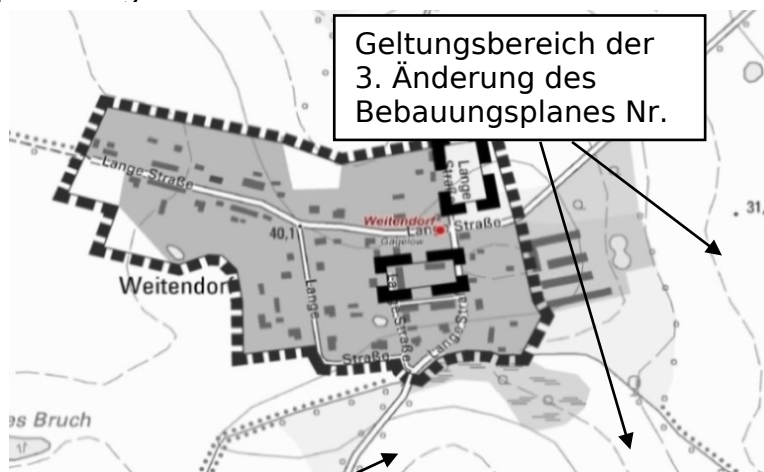 Geltungsbereich der
3. Änderung des
Bebauungsplanes Nr.
Lange Straße
Lange
Straße
Weitendorf
Gägelow
Lange Straße
40,1
31,
Weitendorf
Lange
Straße
Lange Straße
Lange Straße
es Bruch